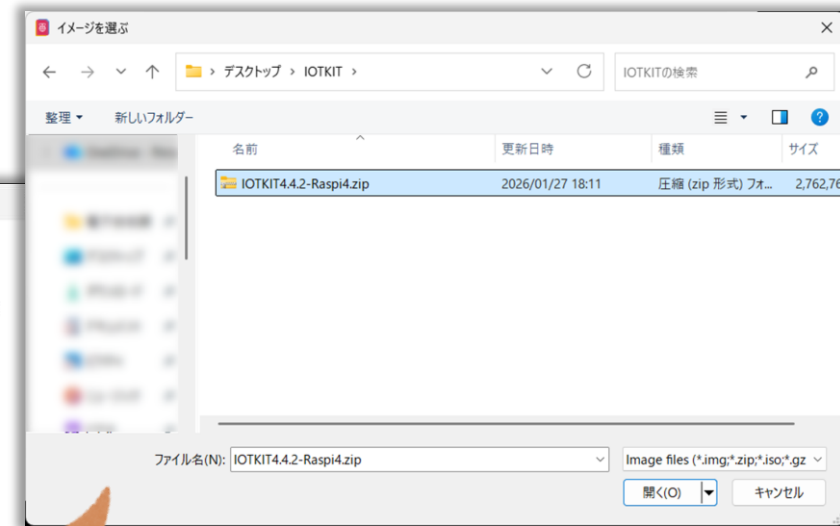 イメージを選ぶ
デスクトップ › IOTKIT ›
IOTKITの検索
整理 新しいフォルダー
名前 更新日時 種類 サイズ
IOTKIT4.4.2-Raspi4.zip 2026/01/27 18:11 圧縮 (zip 形式) フォ... 2,762,76
ファイル名(N): IOTKIT4.4.2-Raspi4.zip Image files (*.img;*.zip;*.iso;*.gz
開く(O) キャンセル